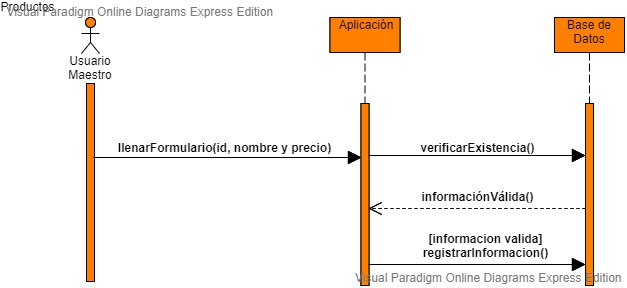 Productos
Visual Paradigm Online Diagrams Express Edition
Usuario
Maestro
Aplicación
Base de
Datos
llenarFormulario(id, nombre y precio)
verificarExistencia()
informaciónVálida()
[informacion valida]
registrarInformacion()
Visual Paradigm Online Diagrams Express Edition